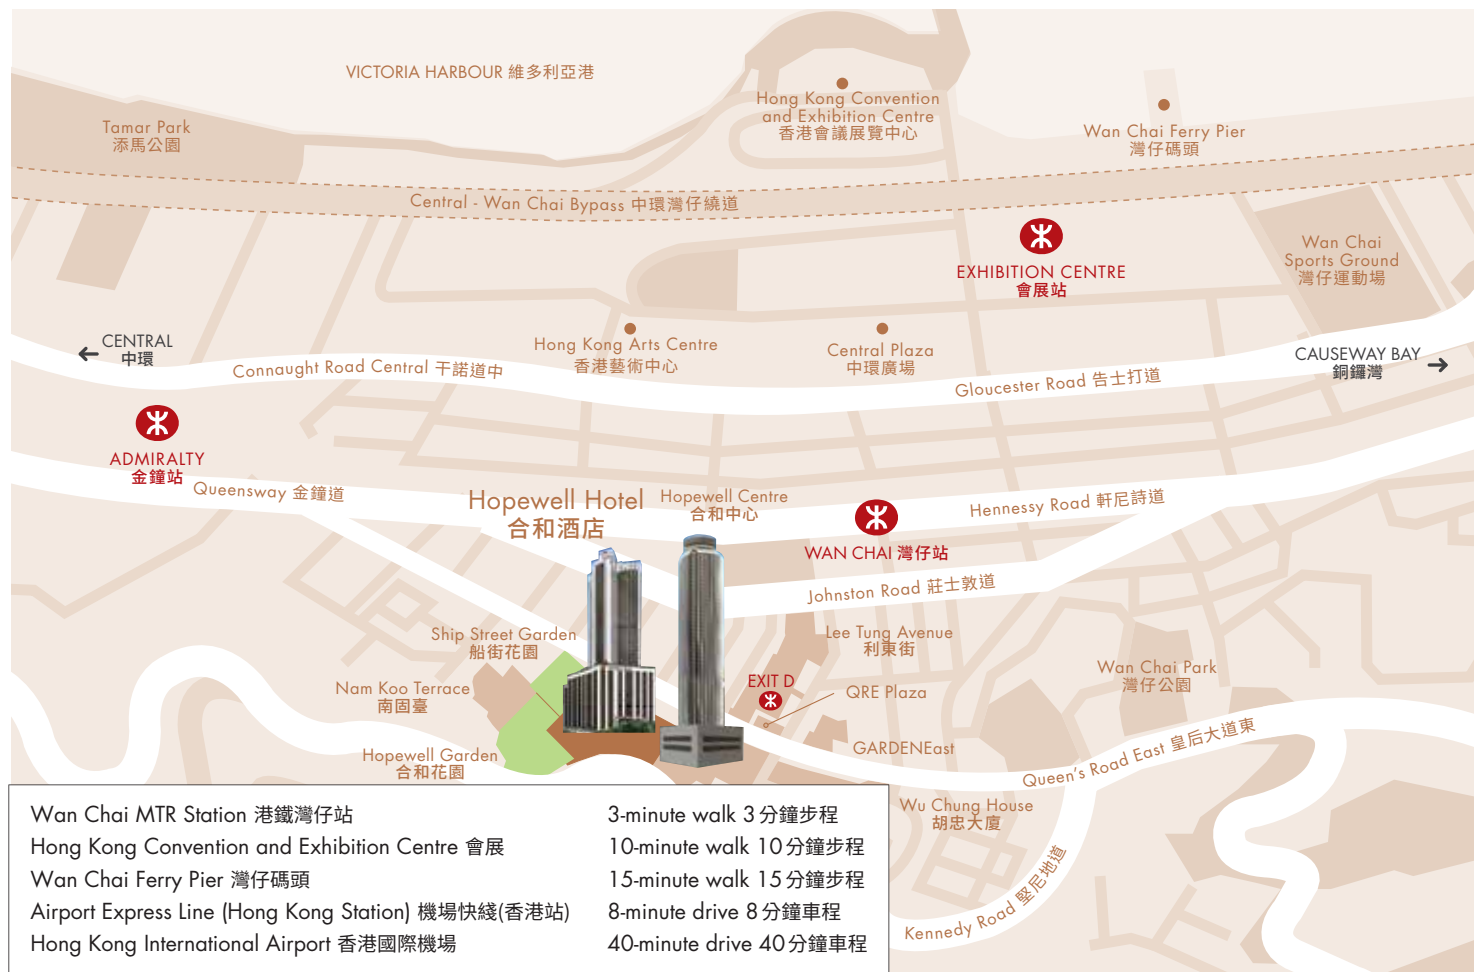 VICTORIA HARBOUR 維多利亞港
Hong Kong Convention
and Exhibition Centre
香港會議展覽中心
Tamar Park
添馬公園
Wan Chai Ferry Pier
灣仔碼頭
Central - Wan Chai Bypass 中環灣仔繞道
EXHIBITION CENTRE
會展站
Wan Chai
Sports Ground
灣仔運動場
CENTRAL
中環
Hong Kong Arts Centre
香港藝術中心
Central Plaza
中環廣場
CAUSEWAY BAY
銅鑼灣
Connaught Road Central 干諾道中
Gloucester Road 告士打道
ADMIRALTY
金鐘站
Queensway 金鐘道
Hopewell Hotel
合和酒店
Hopewell Centre
合和中心
Hennessy Road 軒尼詩道
WAN CHAI 灣仔站
Johnston Road 莊士敦道
Ship Street Garden
船街花園
Lee Tung Avenue
利東街
Wan Chai Park
灣仔公園
Nam Koo Terrace
南固臺
EXIT D
QRE Plaza
Hopewell Garden
合和花園
GARDENEast
Queen's Road East 皇后大道東
Wu Chung House
胡忠大廈
Kennedy Road 堅尼地道
Wan Chai MTR Station 港鐵灣仔站 3-minute walk 3分鐘步程
Hong Kong Convention and Exhibition Centre 會展 10-minute walk 10分鐘步程
Wan Chai Ferry Pier 灣仔碼頭 15-minute walk 15分鐘步程
Airport Express Line (Hong Kong Station) 機場快綫(香港站) 8-minute drive 8分鐘車程
Hong Kong International Airport 香港國際機場 40-minute drive 40分鐘車程